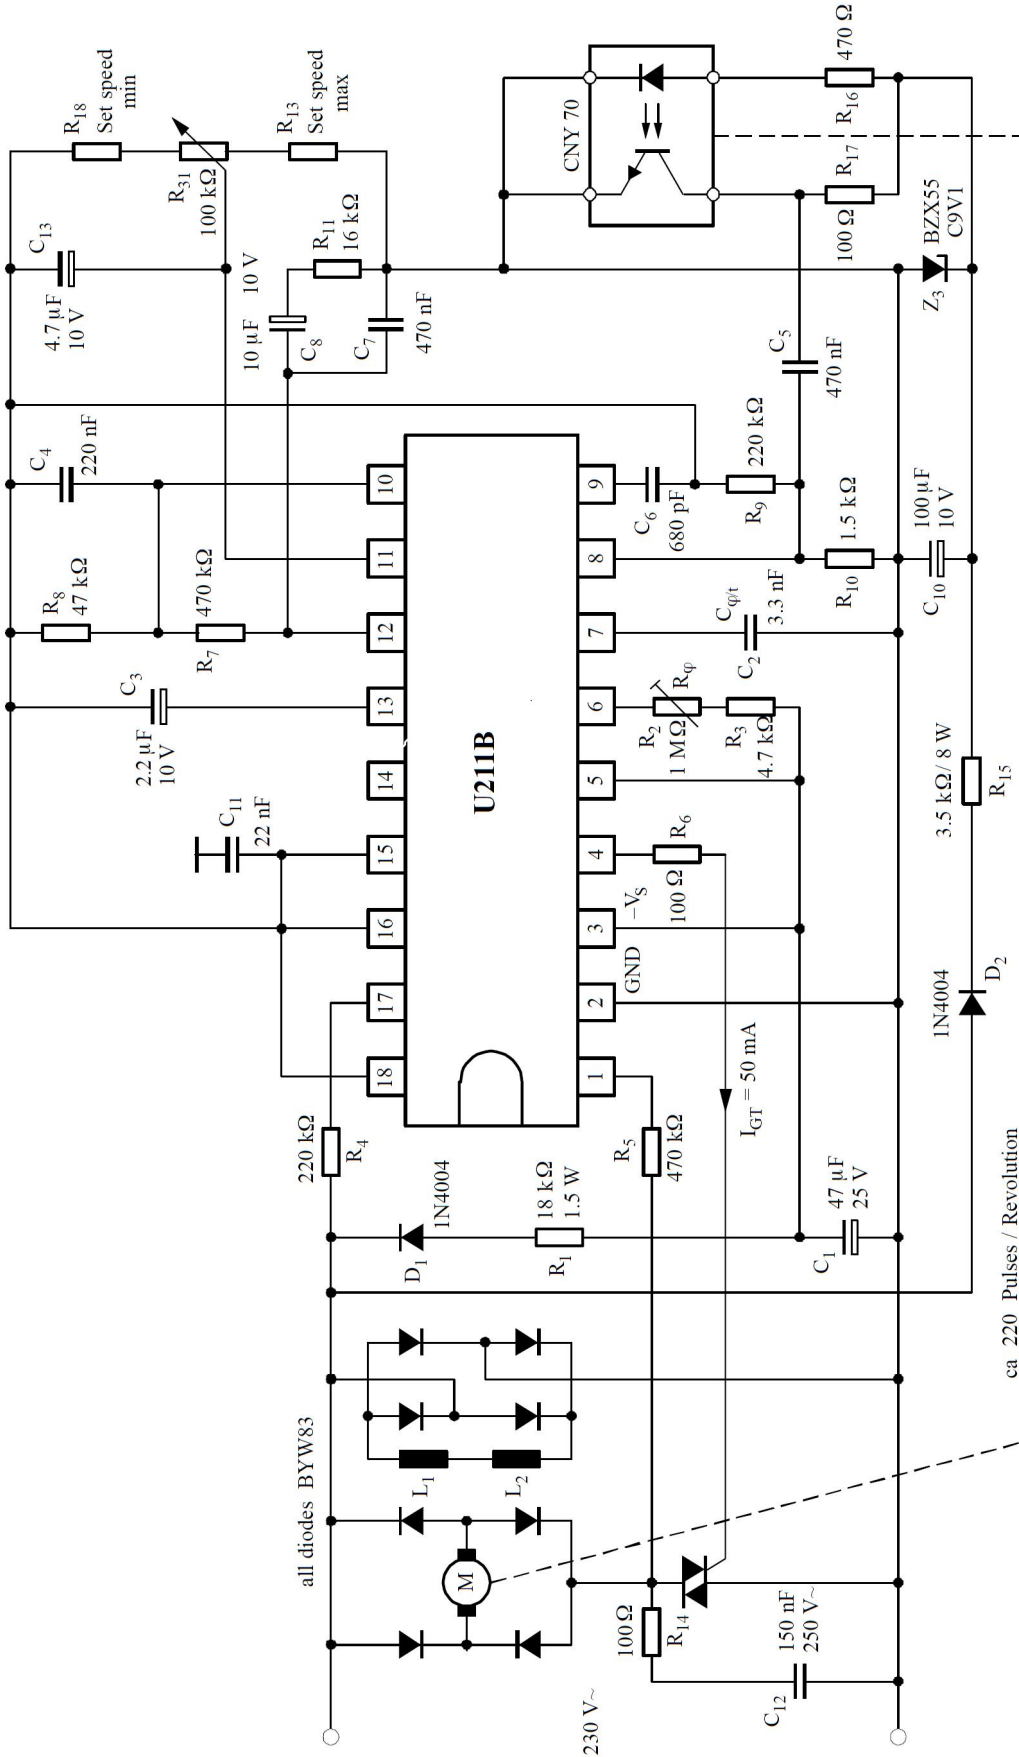 R18
Set speed
min
R31
100 kΩ
R13
Set speed
max
C13
4.7 µF
10 V
10 V
10 µF
C8
R11
16 kΩ
C7
470 nF
C4
220 nF
R8
47 kΩ
470 kΩ
R7
C3
2.2 µF
10 V
C11
22 nF
220 kΩ
R4
18
17
16
15
14
13
12
11
10
U211B
1
2
3
4
5
6
7
8
9
GND
−VS
100 Ω
R6
R2
1 MΩ
Rφ
R3
4.7 kΩ
C2
Cφ/t
3.3 nF
C6
680 pF
R9
220 kΩ
R10
1.5 kΩ
C5
470 nF
CNY 70
470 Ω
R16
R17
100 Ω
BZX55
C9V1
Z3
C10
100 µF
10 V
3.5 kΩ/ 8 W
R15
1N4004
D2
IGT = 50 mA
R5
470 kΩ
1N4004
D1
18 kΩ
1.5 W
R1
47 µF
25 V
C1
all diodes BYW83
L1
L2
M
100 Ω
R14
150 nF
250 V~
C12
230 V~
ca 220 Pulses / Revolution